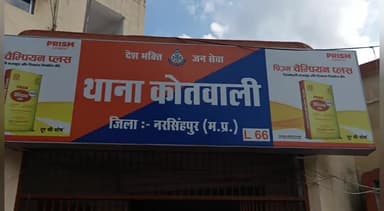 PRISM
चैम्पियन प्लस
दूर की सोच
देश भक्ति जन सेवा
थाना कोतवाली
जिला :- नरसिंहपुर (म.प्र.)
L 66
PRISM
प्रिज्म चैम्पियन प्लस
दूर की सोच